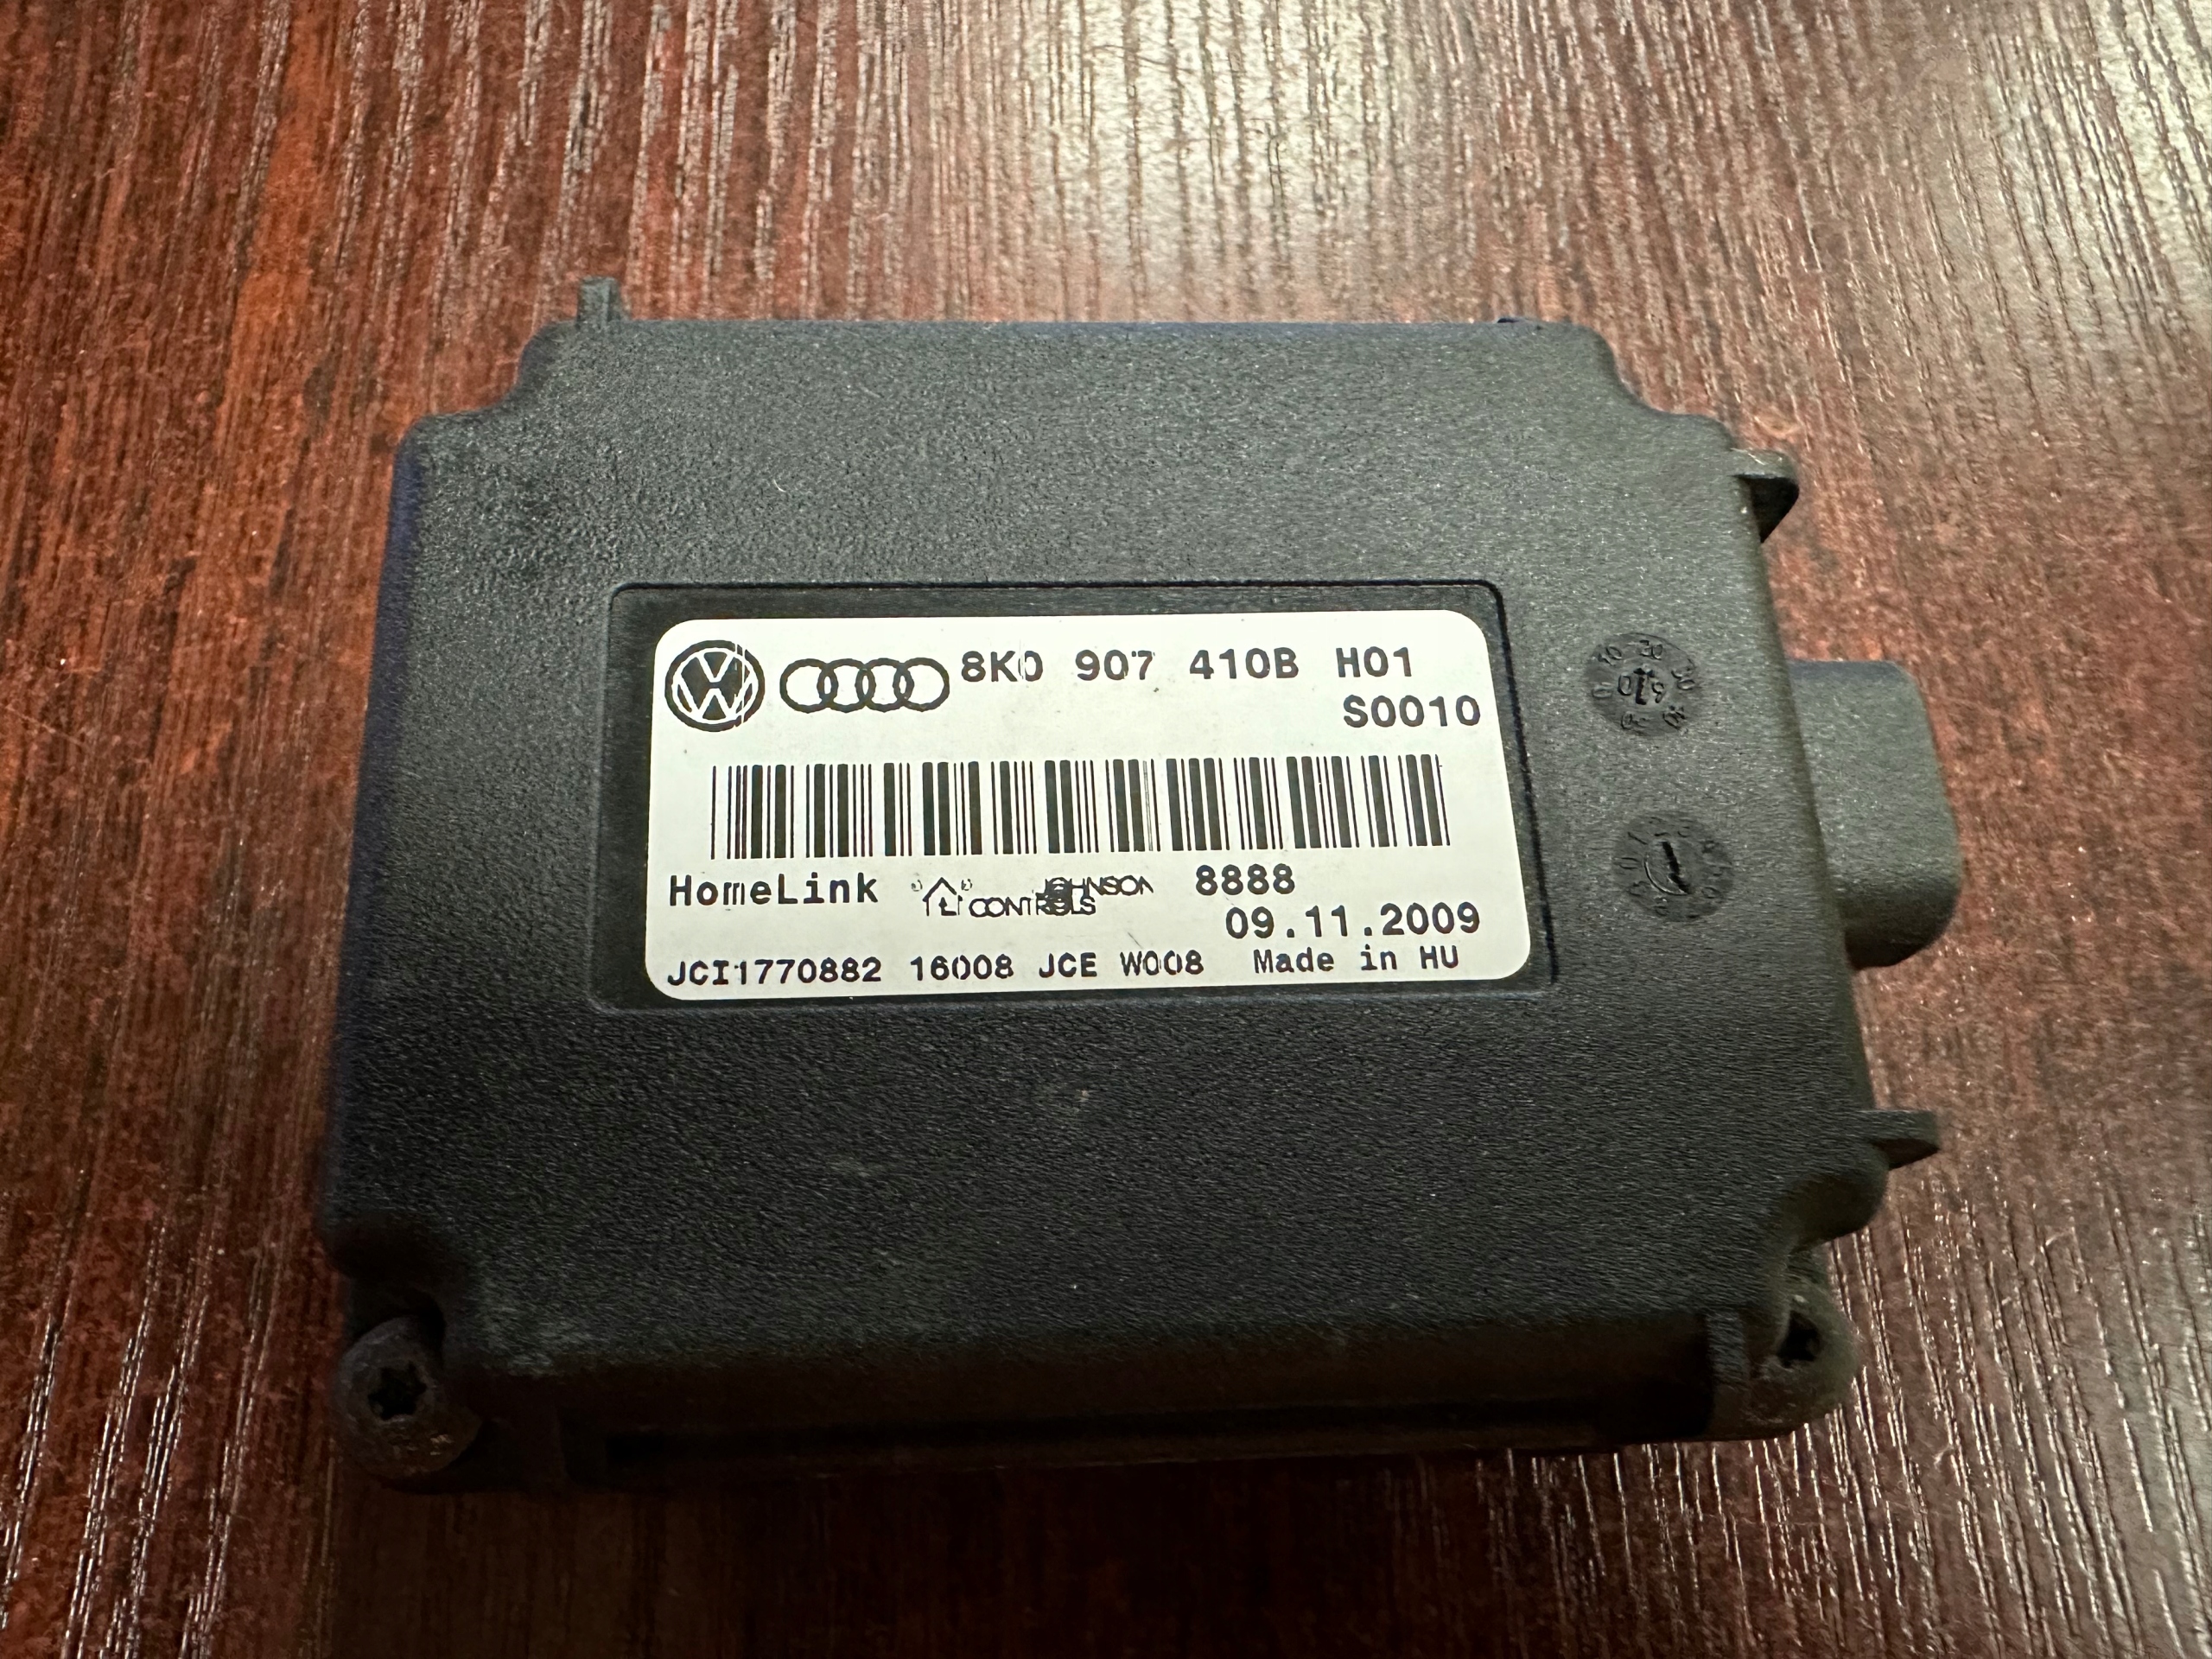 8K0 907 410B H01
S0010
HomeLink JOHNSON CONTROLS 8888
09.11.2009
JCI1770882 16008 JCE W008 Made in HU